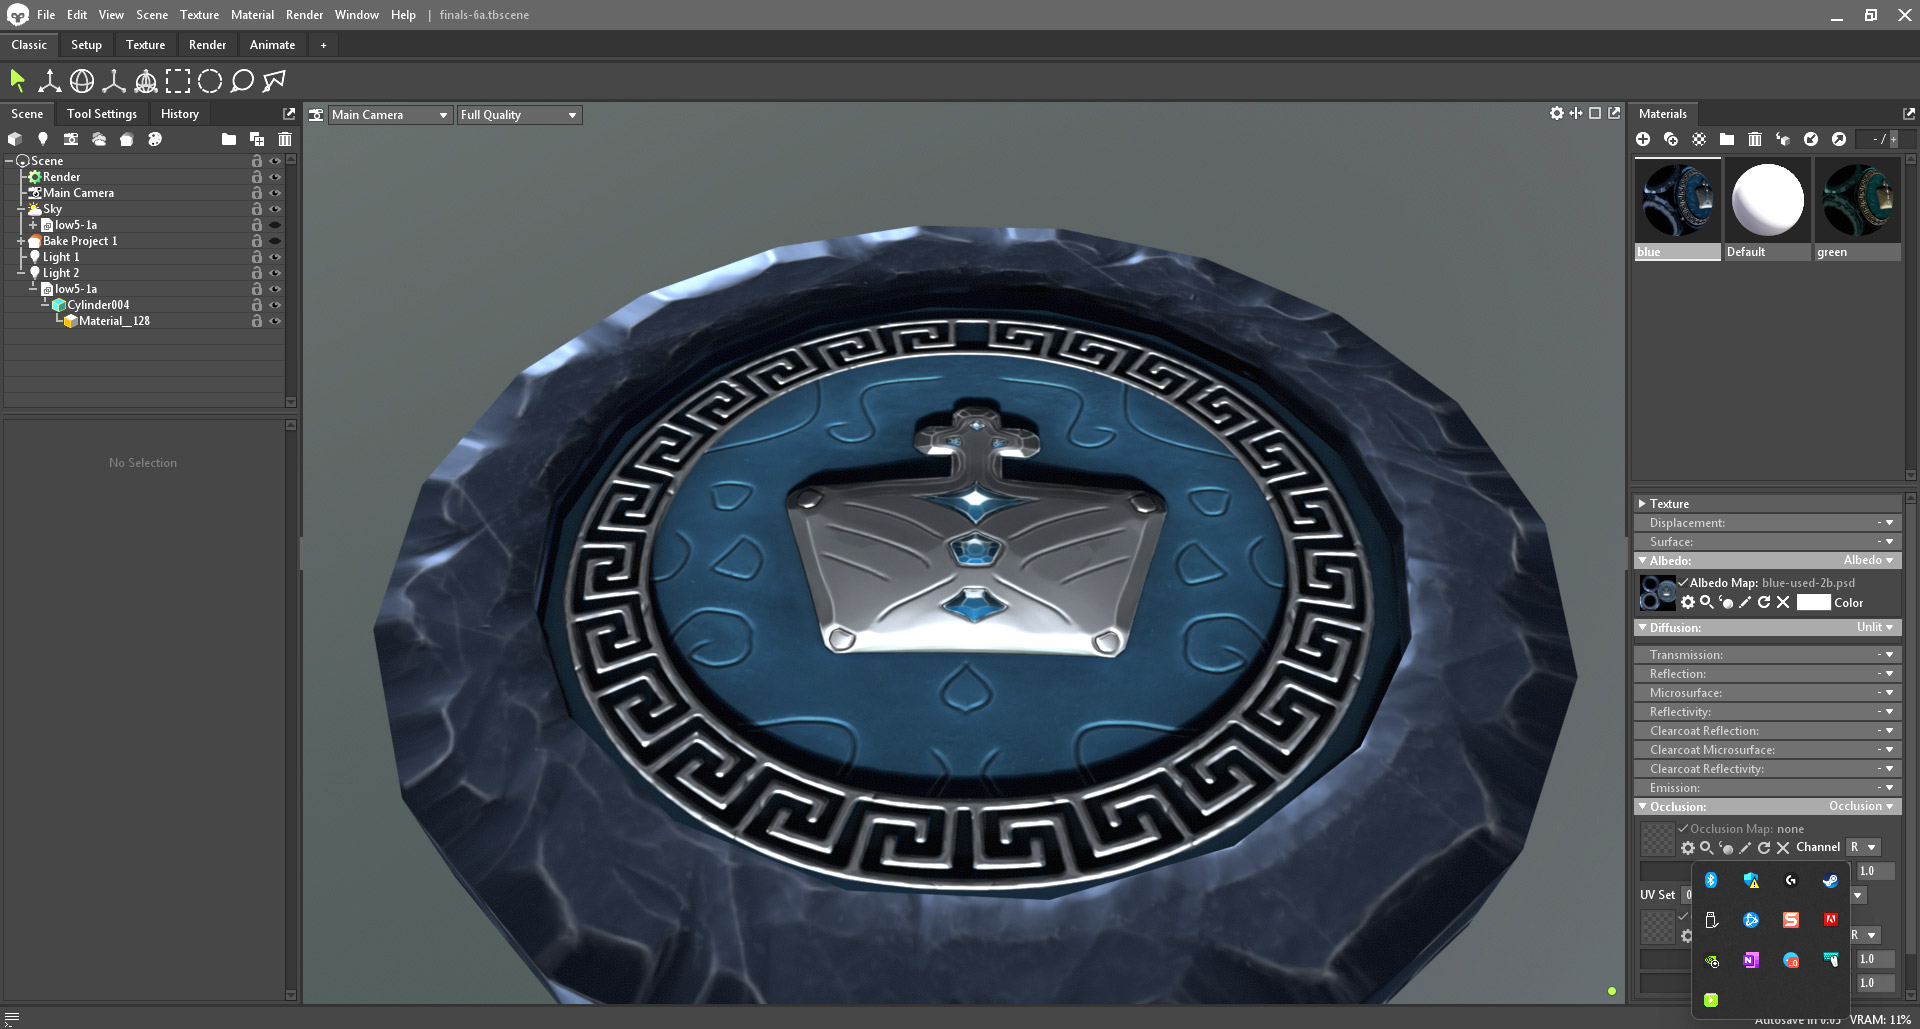 File Edit View Scene Texture Material Render Window Help | finals-6a.tbscene
Classic Setup Texture Render Animate +
Scene Tool Settings History
Main Camera Full Quality
Materials
- / +
Scene
Render
Main Camera
Sky
low5-1a
Bake Project 1
Light 1
Light 2
low5-1a
Cylinder004
Material__128
No Selection
blue Default green
Texture
Displacement: -
Surface: -
Albedo: Albedo
Albedo Map: blue-used-2b.psd
Color
Diffusion: Unlit
Transmission: -
Reflection: -
Microsurface: -
Reflectivity: -
Clearcoat Reflection: -
Clearcoat Microsurface: -
Clearcoat Reflectivity: -
Emission: -
Occlusion: Occlusion
Occlusion Map: none
Channel R
1.0
UV Set
R
1.0
1.0
Autosave in 0:03 VRAM: 11%